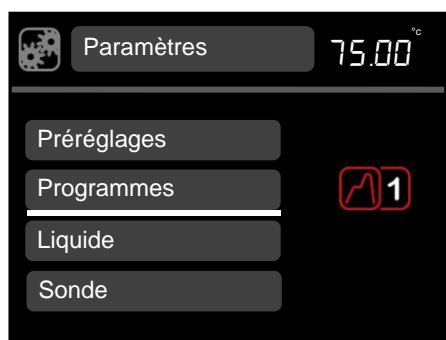 Paramètres 75.00 °c
Préréglages
Programmes 1
Liquide
Sonde